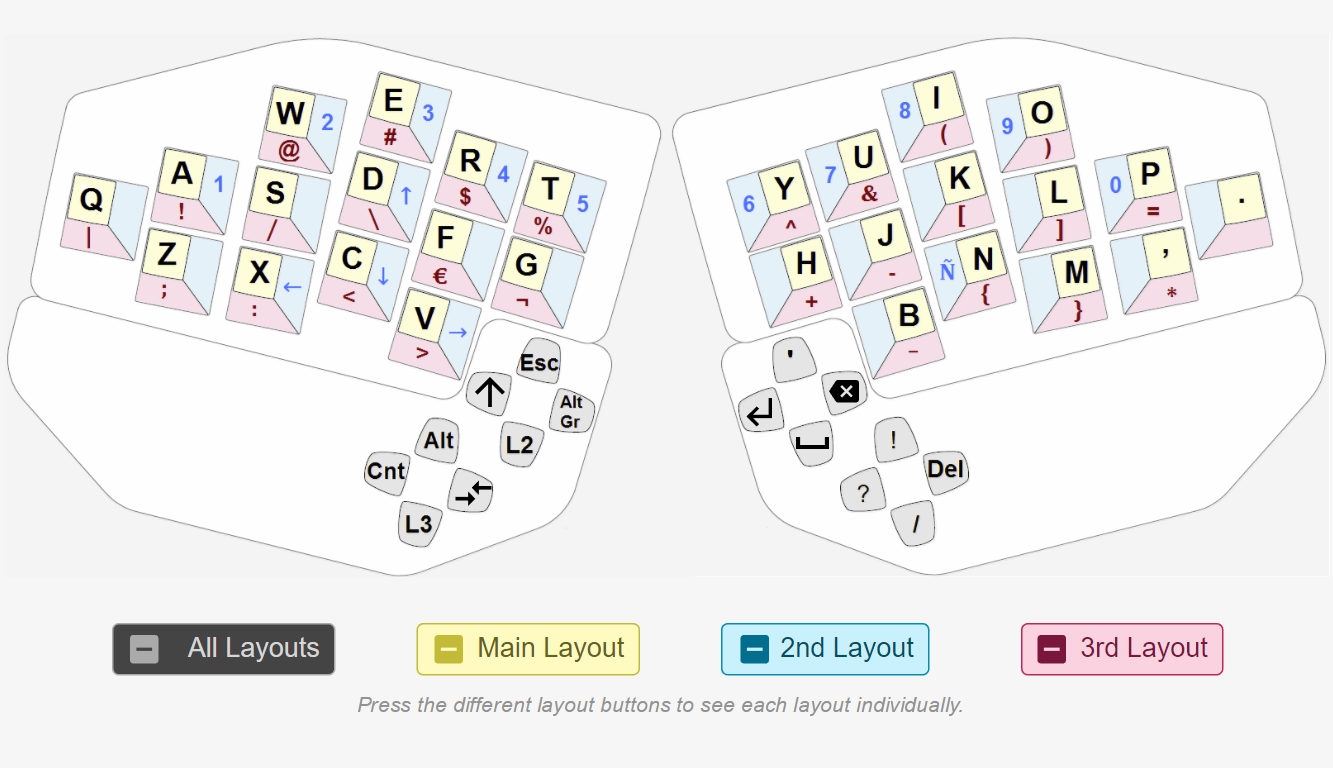 W 2 @
E 3 #
I 8 (
O 9 )
R 4 $
T 5 %
Y 6 ^
U 7 &
Q |
A 1 !
S /
D ↑ \
K [
L ]
P 0 =
.
Z ;
X ← :
C ↓ <
F €
G ¬
H +
J -
N Ñ {
M }
, *
V → >
B _
Esc
↑
Alt
Gr
Alt
L2
Cnt
L3
'
!
Del
?
/
All Layouts
Main Layout
2nd Layout
3rd Layout
Press the different layout buttons to see each layout individually.